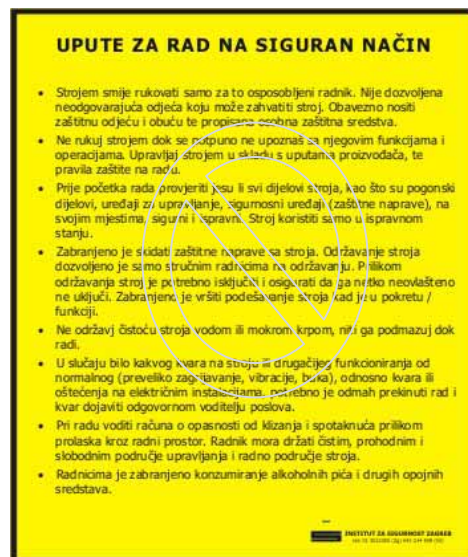 UPUTE ZA RAD NA SIGURAN NAČIN
• Strojem smije rukovati samo za to osposobljeni radnik. Nije dozvoljena
neodgovarajuća odjeća koju može zahvatiti stroj. Obavezno nositi
zaštitnu odjeću i obuću te propisana osobna zaštitna sredstva.
• Ne rukuj strojem dok se potpuno ne upoznaš sa njegovim funkcijama i
operacijama. Upravljaj strojem u skladu s uputama proizvođača, te
pravila zaštite na radu.
• Prije početka rada provjeriti jesu li svi dijelovi stroja, kao što su pogonski
dijelovi, uređaji za upravljanje, sigurnosni uređaji (zaštitne naprave), na
svojim mjestima, sigurni i ispravni. Stroj koristiti samo u ispravnom
stanju.
• Zabranjeno je skidati zaštitne naprave sa stroja. Održavanje stroja
dozvoljeno je samo stručnim radnicima na održavanju. Prilikom
održavanja stroj je potrebno isključiti i osigurati da ga netko neovlašteno
ne uključi. Zabranjeno je vršiti podešavanje stroja kad je u pokretu /
funkciji.
• Ne održavj čistoću stroja vodom ili mokrom krpom, niti ga podmazuj dok
radi.
• U slučaju bilo kakvog kvara na stroju ili drugačijeg funkcioniranja od
normalnog (preveliko zagrijavanje, vibracije, buka), odnosno kvara ili
oštećenja na električnim instalacijama, potrebno je odmah prekinuti rad i
kvar dojaviti odgovornom voditelju poslova.
• Pri radu voditi računa o opasnosti od klizanja i spotaknuća prilikom
prolaska kroz radni prostor. Radnik mora držati čistim, prohodnim i
slobodnim područje upravljanja i radno područje stroja.
• Radnicima je zabranjeno konzumiranje alkoholnih pića i drugih opojnih
sredstava.
INSTITUT ZA SIGURNOST ZAGREB